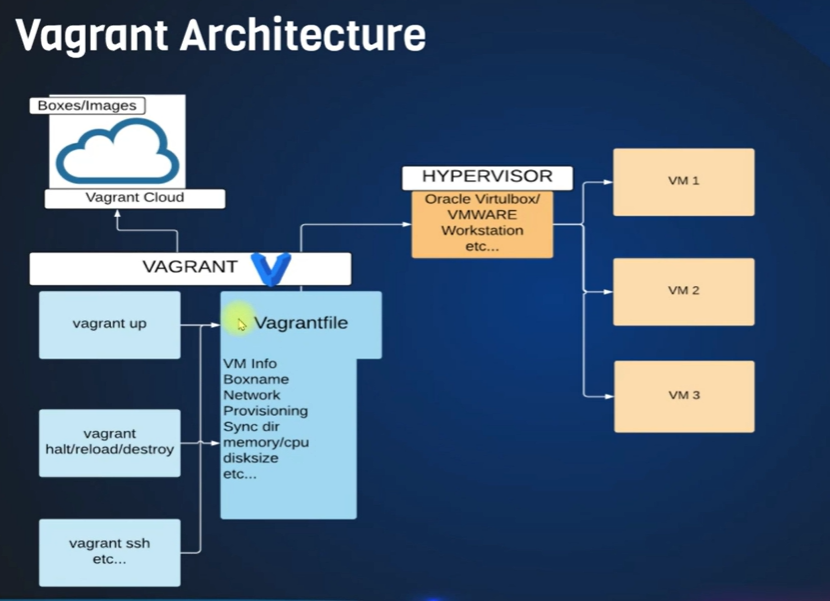 Vagrant Architecture
Boxes/Images
Vagrant Cloud
VAGRANT
vagrant up
vagrant
halt/reload/destroy
vagrant ssh
etc...
Vagrantfile
VM Info
Boxname
Network
Provisioning
Sync dir
memory/cpu
disksize
etc...
HYPERVISOR
Oracle Virtulbox/
VMWARE
Workstation
etc...
VM 1
VM 2
VM 3